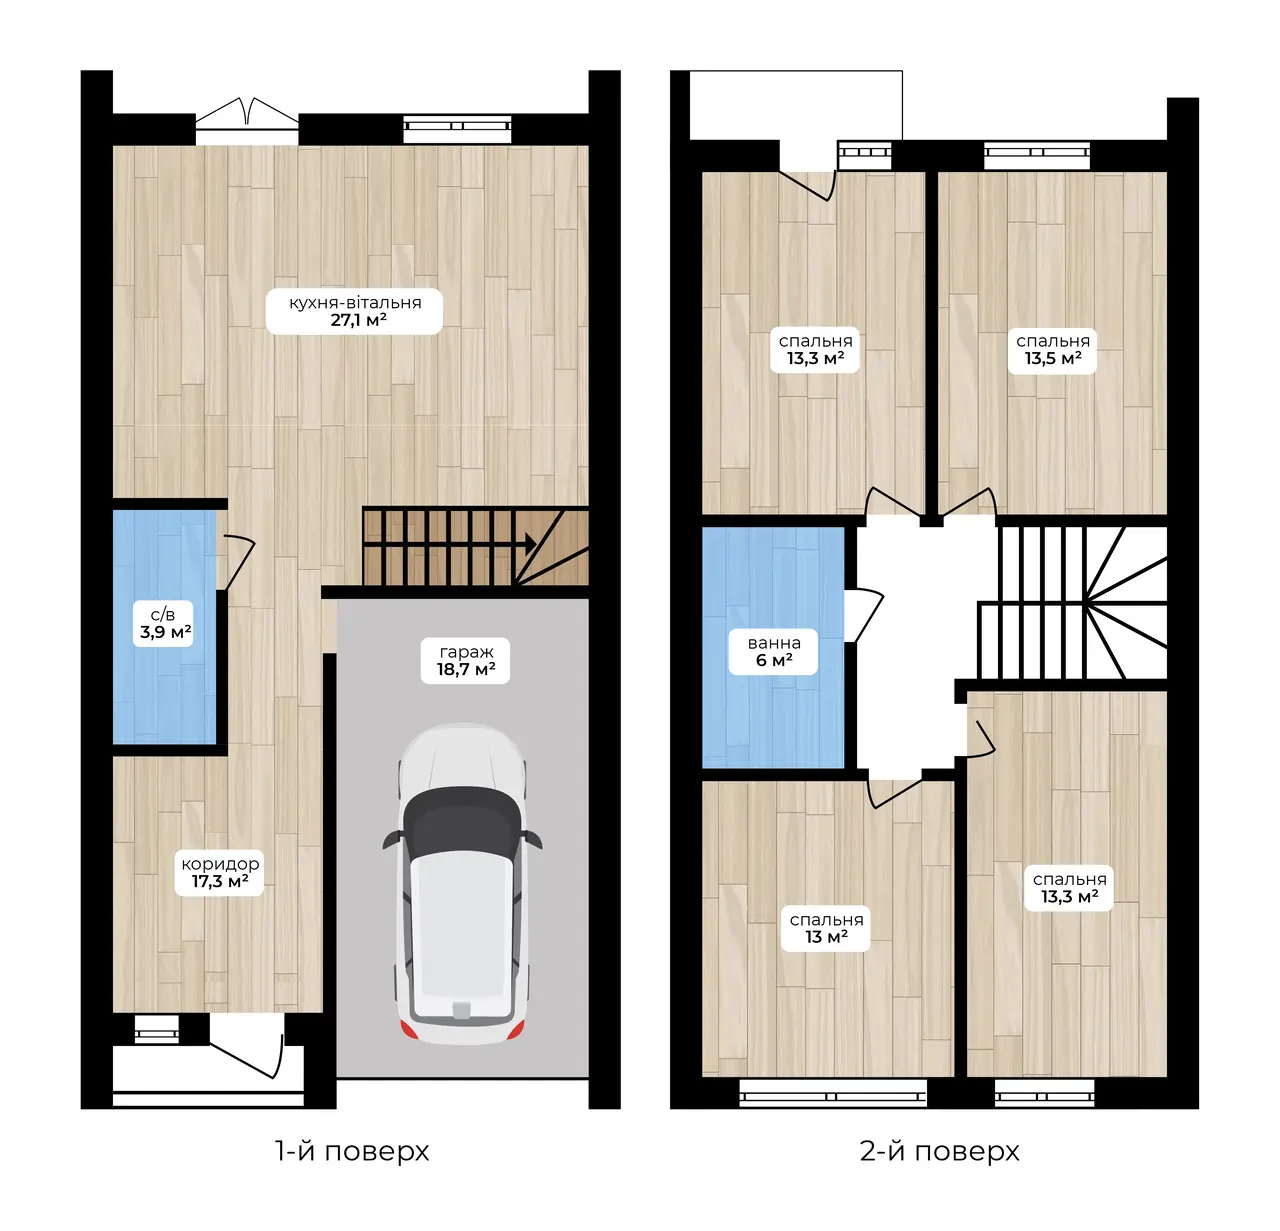 кухня-вітальня
27,1 м²
с/в
3,9 м²
гараж
18,7 м²
коридор
17,3 м²
1-й поверх
спальня
13,3 м²
спальня
13,5 м²
ванна
6 м²
спальня
13,3 м²
спальня
13 м²
2-й поверх